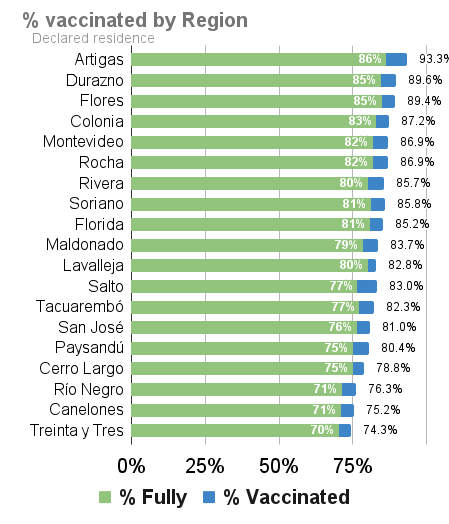 % vaccinated by Region
Declared residence
Artigas 86% 93.3%
Durazno 85% 89.6%
Flores 85% 89.4%
Colonia 83% 87.2%
Montevideo 82% 86.9%
Rocha 82% 86.9%
Rivera 80% 85.7%
Soriano 81% 85.8%
Florida 81% 85.2%
Maldonado 79% 83.7%
Lavalleja 80% 82.8%
Salto 77% 83.0%
Tacuarembó 77% 82.3%
San José 76% 81.0%
Paysandú 75% 80.4%
Cerro Largo 75% 78.8%
Río Negro 71% 76.3%
Canelones 71% 75.2%
Treinta y Tres 70% 74.3%
0% 25% 50% 75%
% Fully % Vaccinated